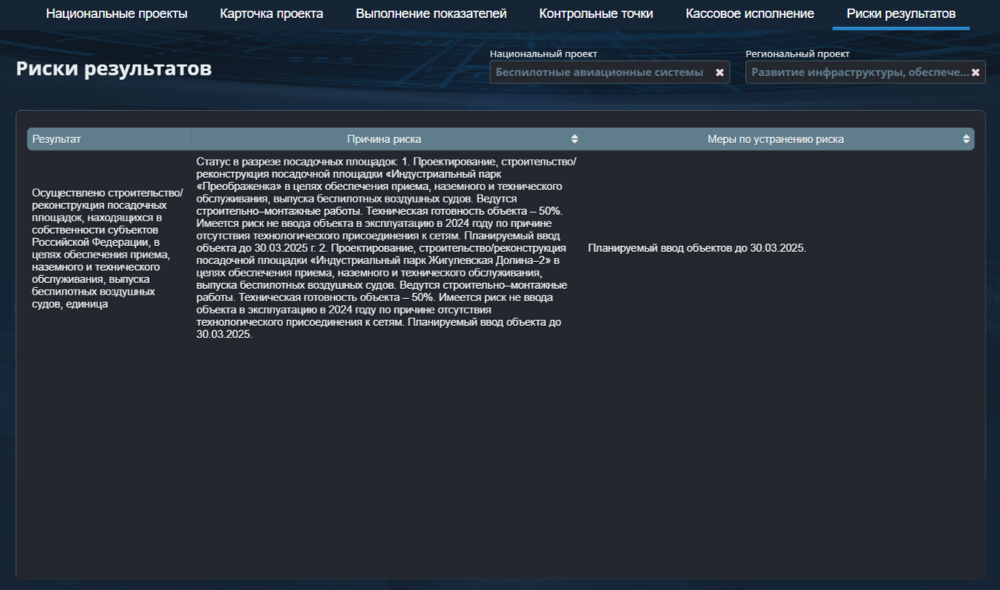 Национальные проекты
Карточка проекта
Выполнение показателей
Контрольные точки
Кассовое исполнение
Риски результатов
Риски результатов
Национальный проект
Беспилотные авиационные системы
Региональный проект
Развитие инфраструктуры, обеспече...
Результат
Причина риска
Меры по устранению риска
Осуществлено строительство/
реконструкция посадочных
площадок, находящихся в
собственности субъектов
Российской Федерации, в
целях обеспечения приема,
наземного и технического
обслуживания, выпуска
беспилотных воздушных
судов, единица
Статус в разрезе посадочных площадок: 1. Проектирование, строительство/
реконструкция посадочной площадки «Индустриальный парк
«Преображенка» в целях обеспечения приема, наземного и технического
обслуживания, выпуска беспилотных воздушных судов. Ведутся
строительно–монтажные работы. Техническая готовность объекта – 50%.
Имеется риск не ввода объекта в эксплуатацию в 2024 году по причине
отсутствия технологического присоединения к сетям. Планируемый ввод
объекта до 30.03.2025 г. 2. Проектирование, строительство/реконструкция
посадочной площадки «Индустриальный парк Жигулевская Долина–2» в
целях обеспечения приема, наземного и технического обслуживания,
выпуска беспилотных воздушных судов. Ведутся строительно–монтажные
работы. Техническая готовность объекта – 50%. Имеется риск не ввода
объекта в эксплуатацию в 2024 году по причине отсутствия
технологического присоединения к сетям. Планируемый ввод объекта до
30.03.2025.
Планируемый ввод объектов до 30.03.2025.